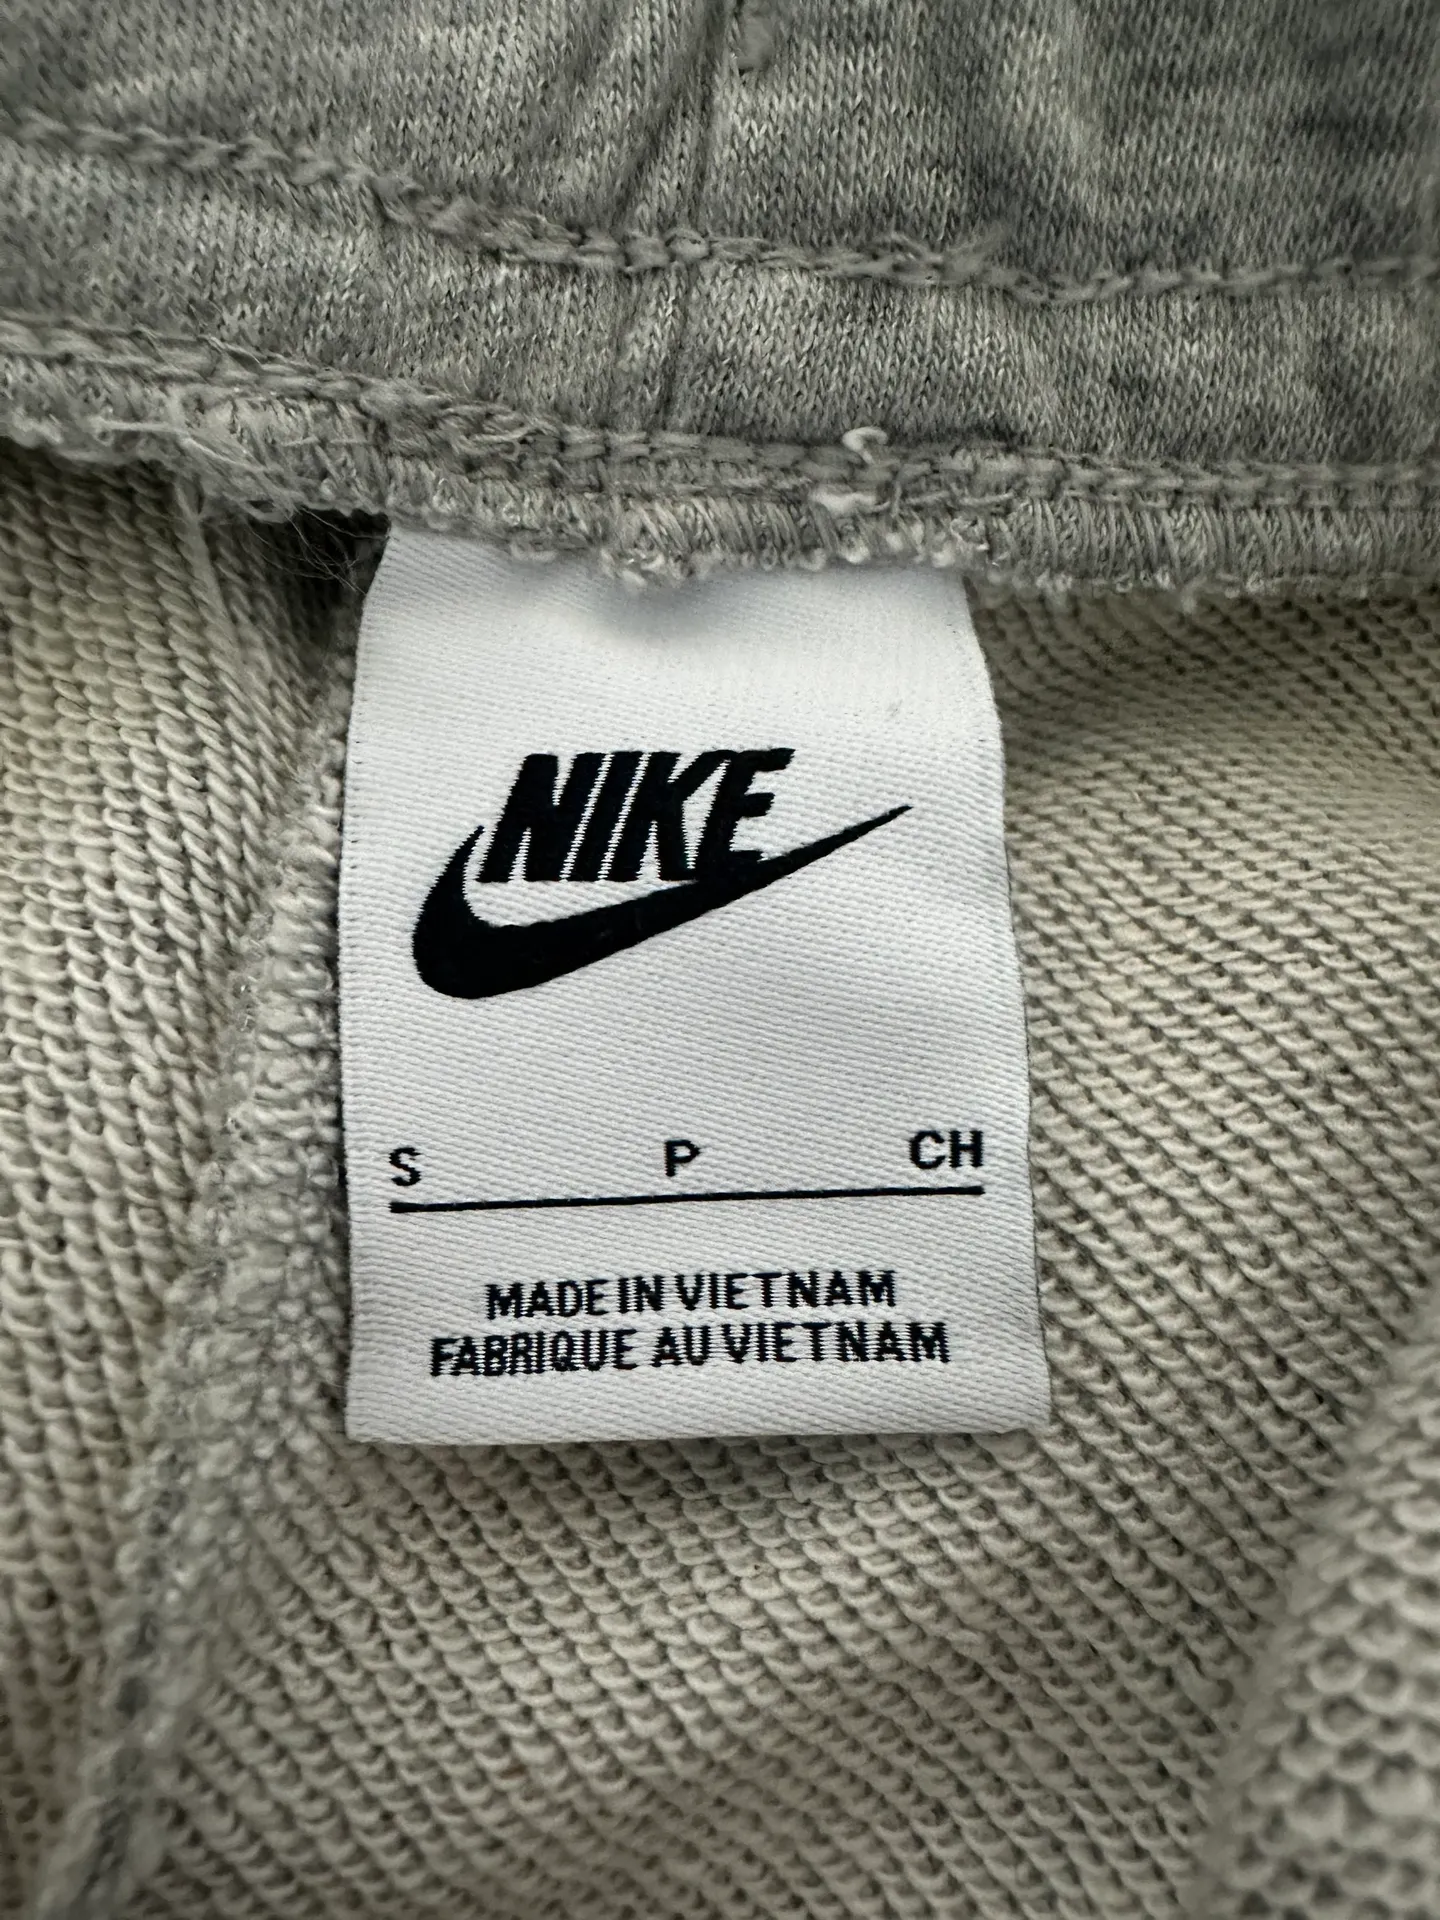 NIKE
S P CH
MADE IN VIETNAM
FABRIQUE AU VIETNAM